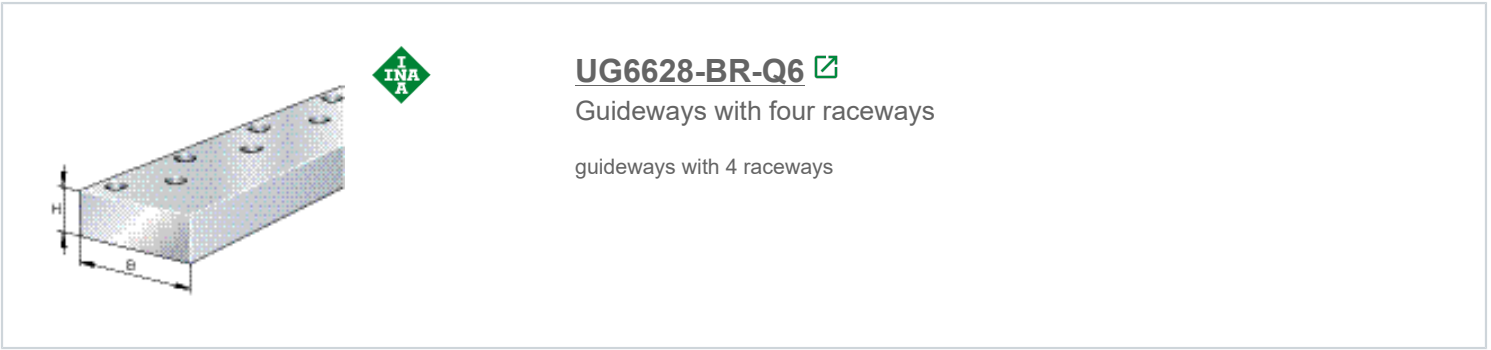 I
INA
A
UG6628-BR-Q6
Guideways with four raceways
guideways with 4 raceways
H
B